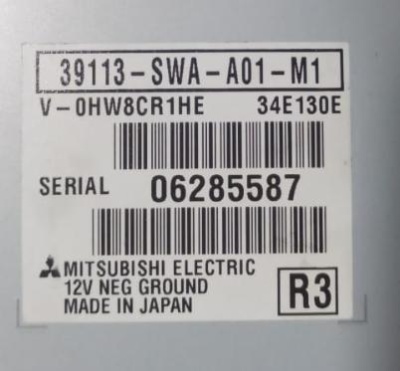 39113-SWA-A01-M1
V-0HW8CR1HE 34E130E
SERIAL 06285587
MITSUBISHI ELECTRIC
12V NEG GROUND
MADE IN JAPAN
R3